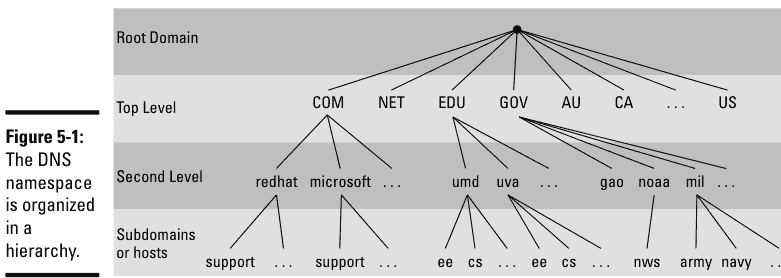 Root Domain
Top Level
COM NET EDU GOV AU CA ... US
Figure 5-1:
The DNS
namespace
is organized
in a
hierarchy.
Second Level
redhat microsoft ... umd uva ... gao noaa mil ...
Subdomains
or hosts
support ... support ... ee cs ... ee cs ... nws army navy ..